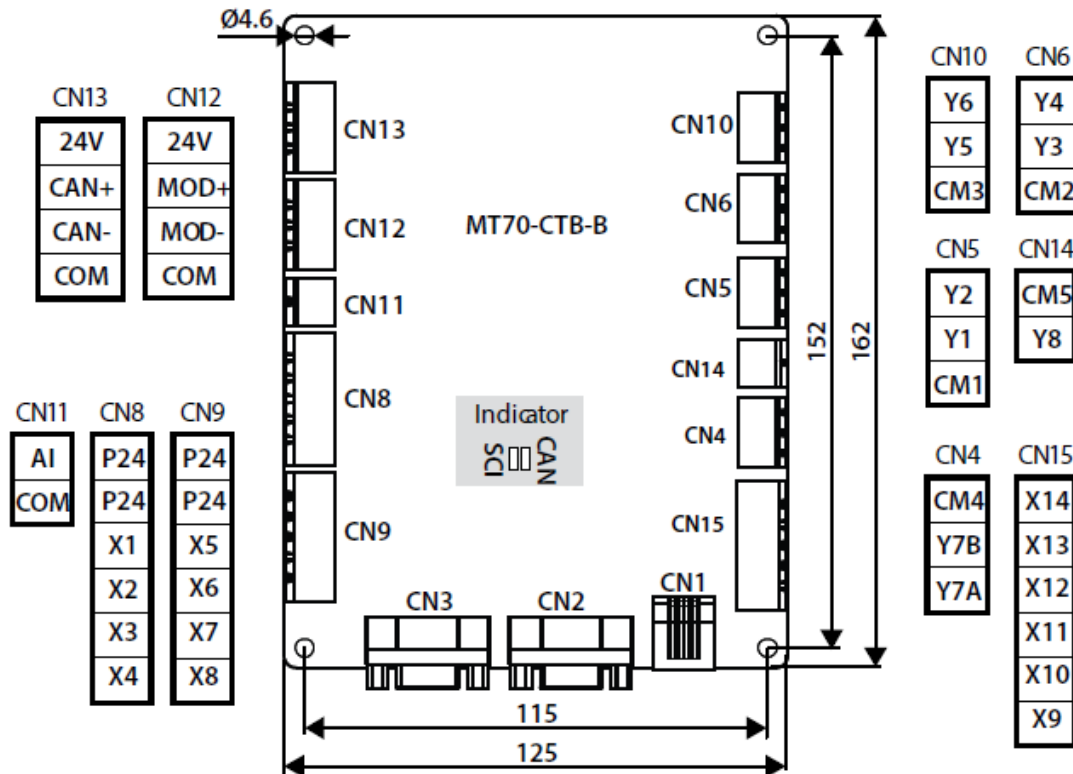 Ø4.6
CN13
24V
CAN+
CAN-
COM
CN12
24V
MOD+
MOD-
COM
CN11
AI
COM
CN8
P24
P24
X1
X2
X3
X4
CN9
P24
P24
X5
X6
X7
X8
CN13
CN12
CN11
CN8
CN9
MT70-CTB-B
Indicator
SCI
CAN
CN3
CN2
CN1
CN10
CN6
CN5
CN14
CN4
CN15
152
162
115
125
CN10
Y6
Y5
CM3
CN6
Y4
Y3
CM2
CN5
Y2
Y1
CM1
CN14
CM5
Y8
CN4
CM4
Y7B
Y7A
CN15
X14
X13
X12
X11
X10
X9